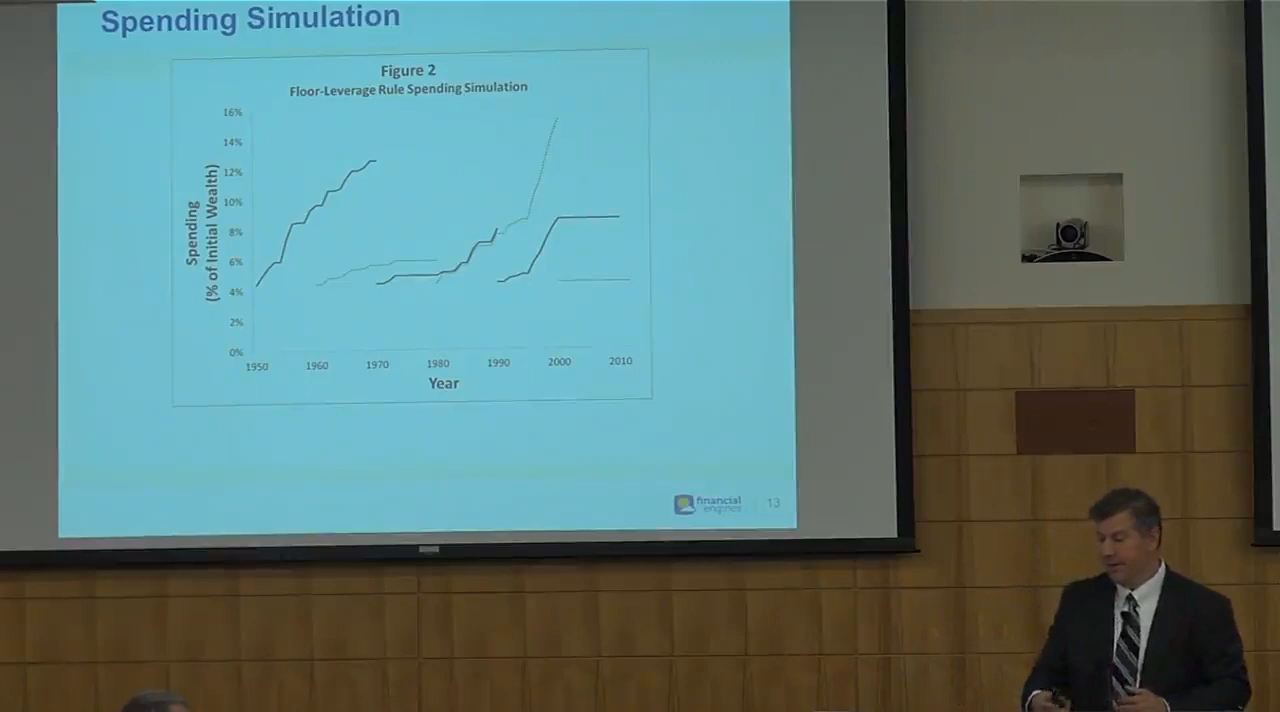 Spending Simulation
Figure 2
Floor-Leverage Rule Spending Simulation
16%
14%
12%
10%
8%
6%
4%
2%
0%
Spending
(% of Initial Wealth)
1950 1960 1970 1980 1990 2000 2010
Year
financial
engines
13